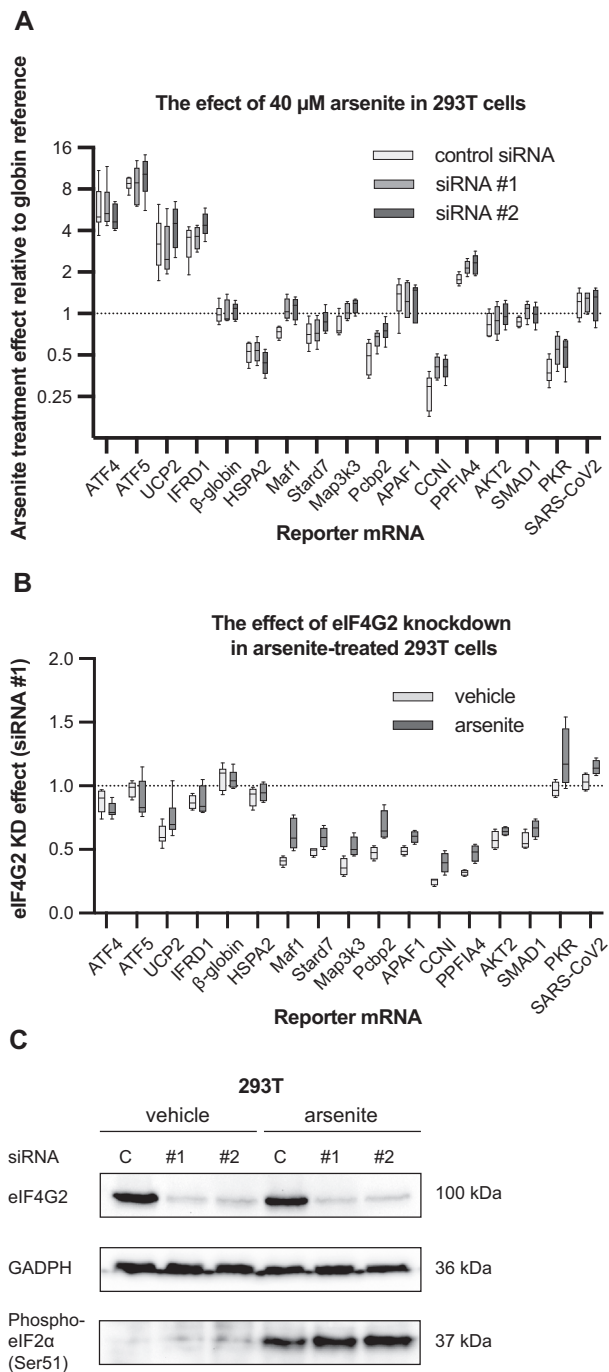 A
The efect of 40 µM arsenite in 293T cells
Arsenite treatment effect relative to globin reference
16
8
4
2
1
0.5
0.25
control siRNA
siRNA #1
siRNA #2
ATF4
ATF5
UCP2
IFRD1
β-globin
HSPA2
Maf1
Stard7
Map3k3
Pcbp2
APAF1
CCNI
PPFIA4
AKT2
SMAD1
PKR
SARS-CoV2
Reporter mRNA
B
The effect of eIF4G2 knockdown
in arsenite-treated 293T cells
eIF4G2 KD effect (siRNA #1)
2.0
1.5
1.0
0.5
0.0
vehicle
arsenite
ATF4
ATF5
UCP2
IFRD1
β-globin
HSPA2
Maf1
Stard7
Map3k3
Pcbp2
APAF1
CCNI
PPFIA4
AKT2
SMAD1
PKR
SARS-CoV2
Reporter mRNA
C
293T
vehicle arsenite
siRNA C #1 #2 C #1 #2
eIF4G2 100 kDa
GADPH 36 kDa
Phospho-
eIF2α 37 kDa
(Ser51)